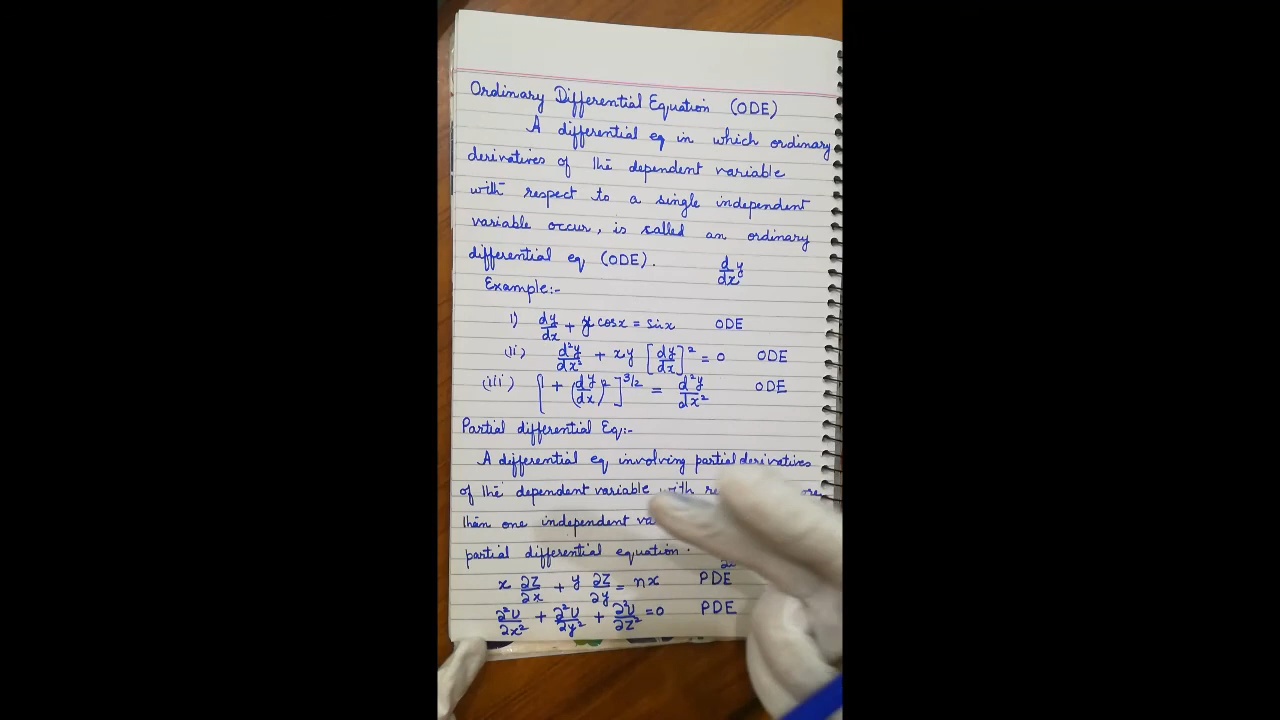 Ordinary Differential Equation (ODE)
A differential eq in which ordinary
derivatives of the dependent variable
with respect to a single independent
variable occur, is called an ordinary
differential eq (ODE).
d/dx y
Example:-
i) dy/dx + y cosx = sinx ODE
(ii) d²y/dx² + xy [dy/dx]² = 0 ODE
(iii) [ + (dy/dx)² ]^3/2 = d²y/dx² ODE
Partial differential Eq:-
A differential eq involving partial derivatives
of the dependent variable with
than one independent
partial differential equation.
x ∂z/∂x + y ∂z/∂y = nx PDE
∂²U/∂x² + ∂²U/∂y² + ∂²U/∂z² = 0 PDE